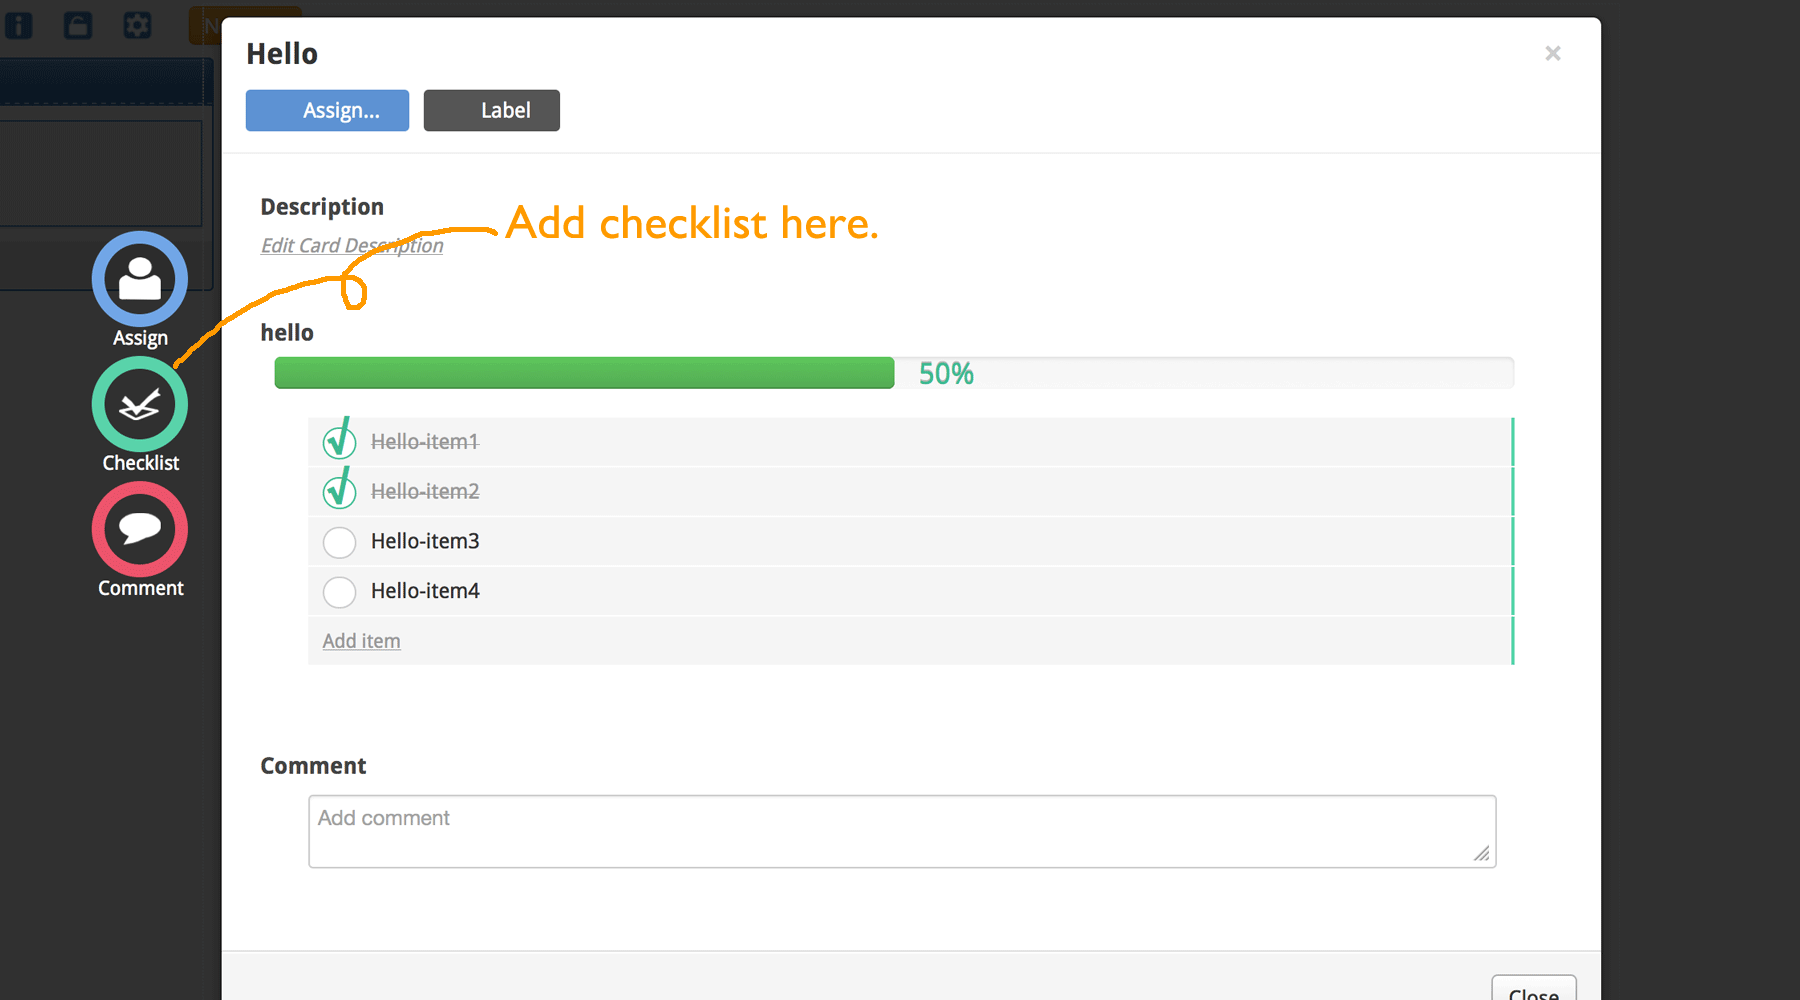 N
Hello
×
Assign...
Label
Description
Add checklist here.
Edit Card Description
Assign
hello
50%
Checklist
Hello-item1
Hello-item2
Hello-item3
Comment
Hello-item4
Add item
Comment
Add comment
Close